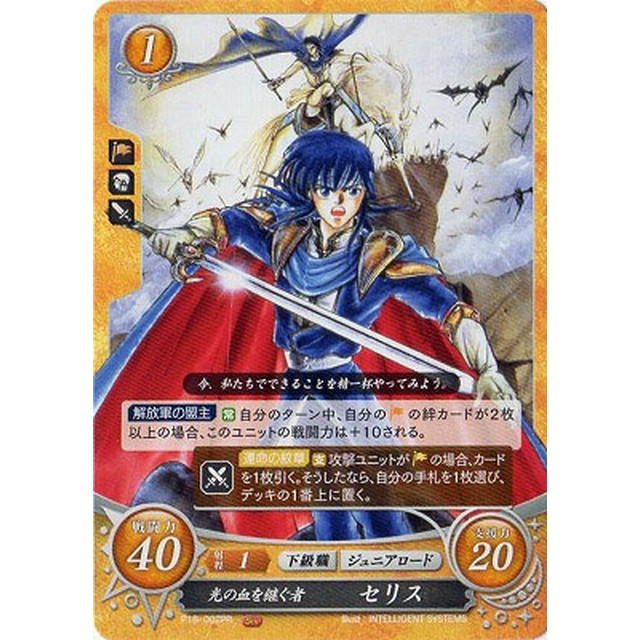 1
今、私たちでできることを精一杯やってみよう。
解放軍の盟主 常 自分のターン中、自分の の絆カードが2枚
以上の場合、このユニットの戦闘力は+10される。
運命の紋章 支 攻撃ユニットが の場合、カード
を1枚引く。そうしたなら、自分の手札を1枚選び、
デッキの1番上に置く。
戦闘力
40
射程 1
下級職
ジュニアロード
支援力
20
光の血を継ぐ者 セリス
P16-002PR
Illust:INTELLIGENT SYSTEMS